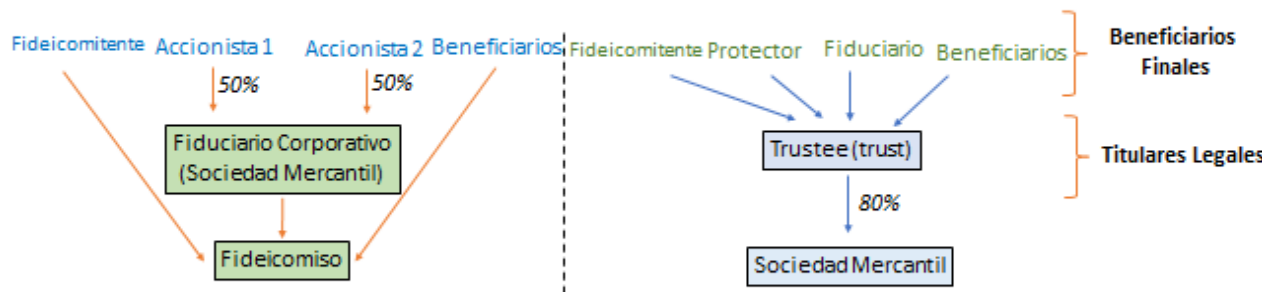 Fideicomitente Accionista 1 Accionista 2 Beneficiarios
50% 50%
Fiduciario Corporativo
(Sociedad Mercantil)
Fideicomiso
Fideicomitente Protector Fiduciario Beneficiarios
Trustee (trust)
80%
Sociedad Mercantil
Beneficiarios
Finales
Titulares Legales